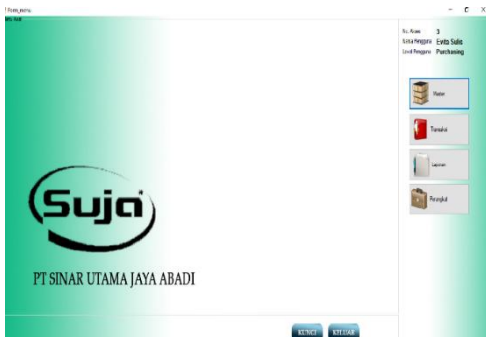 Form_menu
No. Akses 3
Nama Pengguna Evita Sulis
Level Pengguna Purchasing
Master
Transaksi
Laporan
Perangkat
Suja
PT SINAR UTAMA JAYA ABADI
KUNCI KELUAR